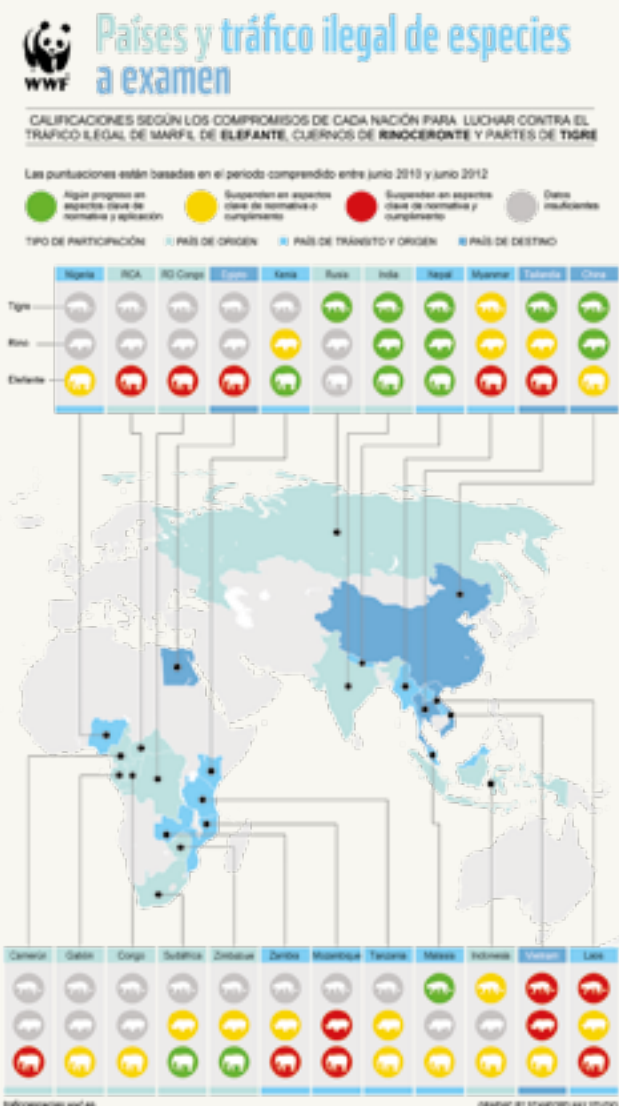 WWF
Países y tráfico ilegal de especies
a examen
CALIFICACIONES SEGÚN LOS COMPROMISOS DE CADA NACIÓN PARA LUCHAR CONTRA EL
TRAFICO ILEGAL DE MARFIL DE ELEFANTE, CUERNOS DE RINOCERONTE Y PARTES DE TIGRE
Las puntuaciones están basadas en el periodo comprendido entre junio 2010 y junio 2012
Algún progreso en
aspectos clave de
normativa y aplicación
Suspenden en aspectos
clave de normativa o
cumplimiento
Suspenden en aspectos
clave de normativa y
cumplimiento
Datos
insuficientes
TIPO DE PARTICIPACIÓN PAÍS DE ORIGEN PAÍS DE TRÁNSITO Y ORIGEN PAÍS DE DESTINO
Nigeria RCA RD Congo Egipto Kenia Rusia India Nepal Myanmar Tailandia China
Tigre
Rino
Elefante
Camerún Gabón Congo Sudáfrica Zimbabue Zambia Mozambique Tanzania Malasia Indonesia Vietnam Laos